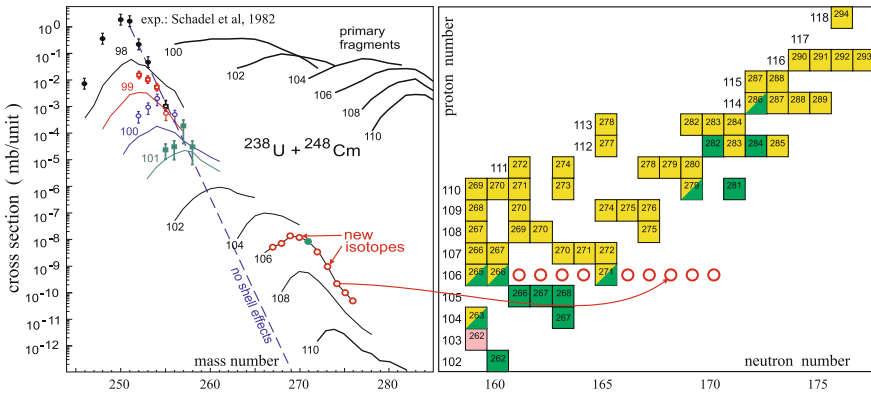 exp.: Schadel et al, 1982
primary
fragments
cross section ( mb/unit )
10⁰
10⁻¹
10⁻²
10⁻³
10⁻⁴
10⁻⁵
10⁻⁶
10⁻⁷
10⁻⁸
10⁻⁹
10⁻¹⁰
10⁻¹¹
10⁻¹²
98
99
100
101
102
104
106
108
110
100
102
104
106
108
110
²³⁸U + ²⁴⁸Cm
new
isotopes
no shell effects
mass number
250
260
270
280
proton number
118 294
117
116 290 291 292 293
115 287 288
114 286 287 288 289
113 278 282 283 284
112 277 282 283 284 285
111 272 274 278 279 280
110 269 270 271 273 279 281
109 268 270 274 275 276
108 267 269 270 275
107 266 267 270 271 272
106 265 266 271
105 266 267 268
104 263 267
103 262
102 262
neutron number
160 165 170 175